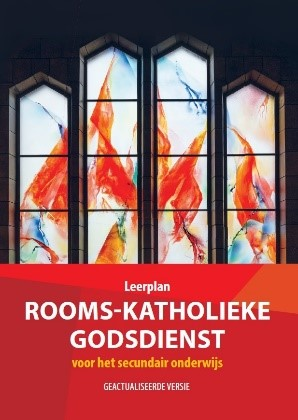 Leerplan
ROOMS-KATHOLIEKE
GODSDIENST
voor het secundair onderwijs
GEACTUALISEERDE VERSIE